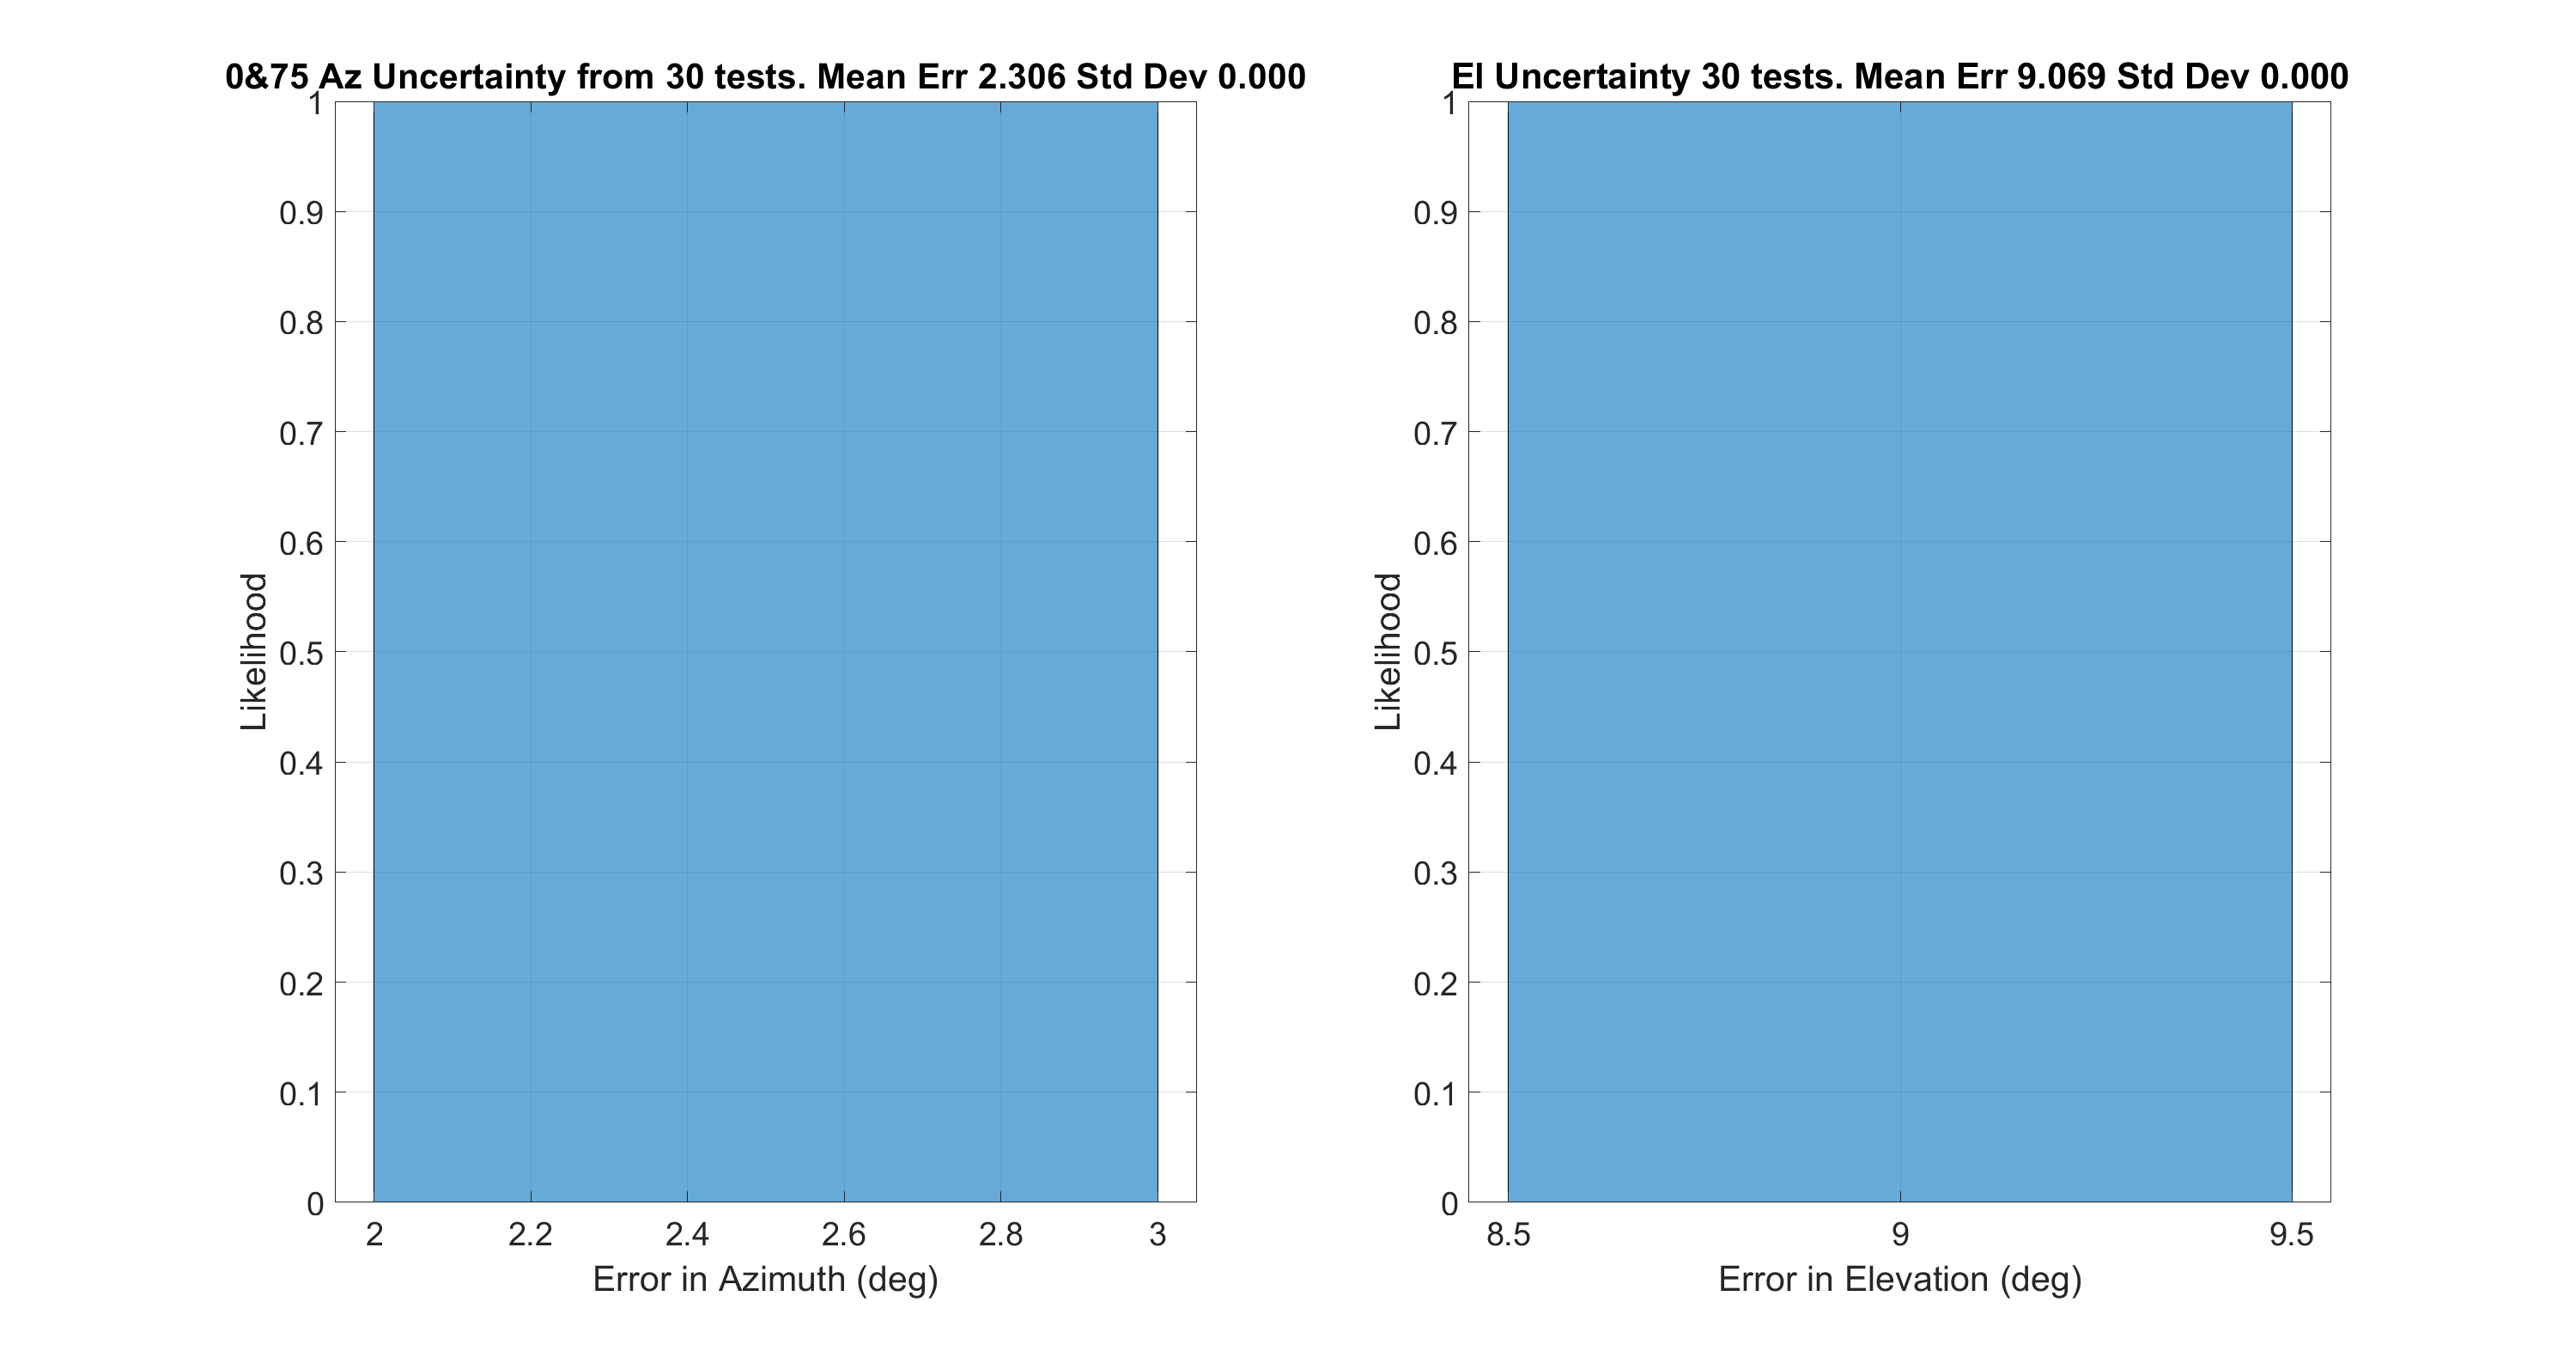 0&75 Az Uncertainty from 30 tests. Mean Err 2.306 Std Dev 0.000
1
0.9
0.8
0.7
0.6
0.5
0.4
0.3
0.2
0.1
0
Likelihood
2 2.2 2.4 2.6 2.8 3
Error in Azimuth (deg)
El Uncertainty 30 tests. Mean Err 9.069 Std Dev 0.000
1
0.9
0.8
0.7
0.6
0.5
0.4
0.3
0.2
0.1
0
Likelihood
8.5 9 9.5
Error in Elevation (deg)